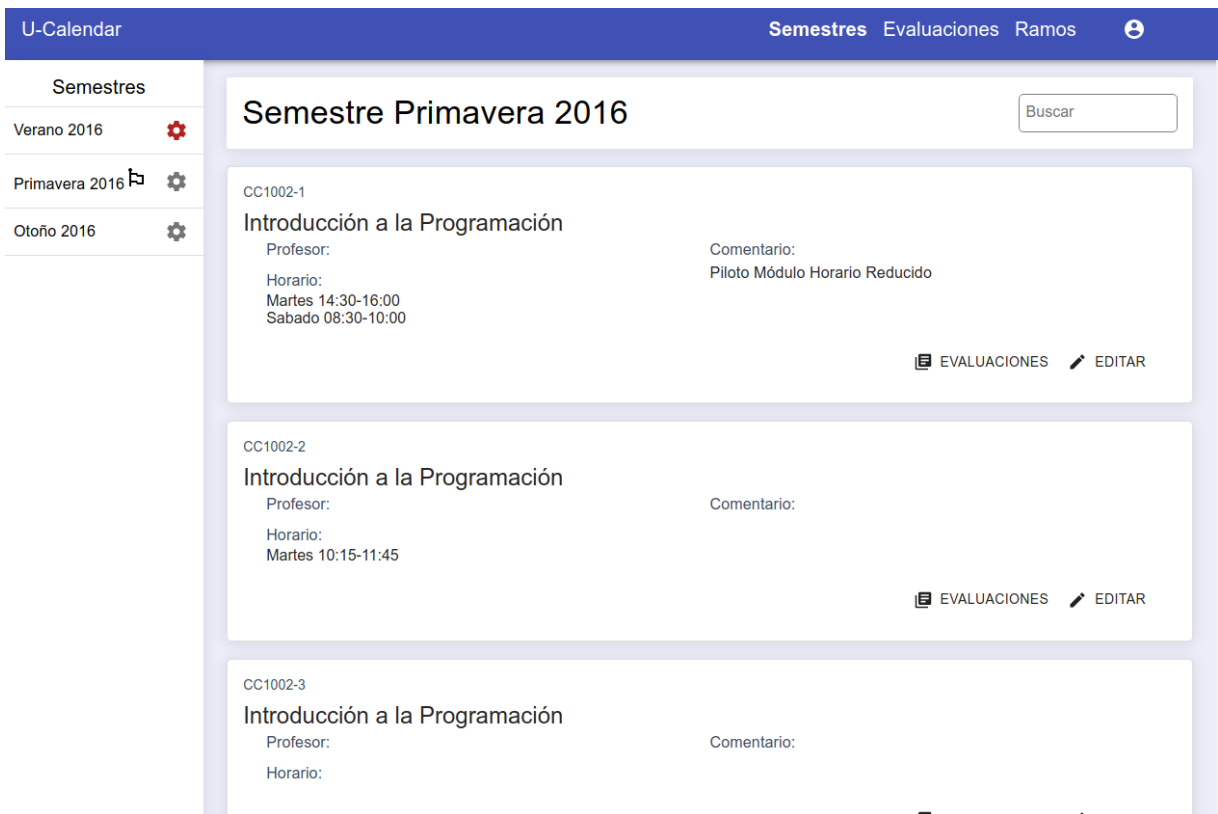 U-Calendar
Semestres Evaluaciones Ramos
Semestres
Verano 2016
Primavera 2016
Otoño 2016
Semestre Primavera 2016
Buscar
CC1002-1
Introducción a la Programación
Profesor:
Comentario:
Piloto Módulo Horario Reducido
Horario:
Martes 14:30-16:00
Sabado 08:30-10:00
EVALUACIONES EDITAR
CC1002-2
Introducción a la Programación
Profesor:
Comentario:
Horario:
Martes 10:15-11:45
EVALUACIONES EDITAR
CC1002-3
Introducción a la Programación
Profesor:
Comentario:
Horario: